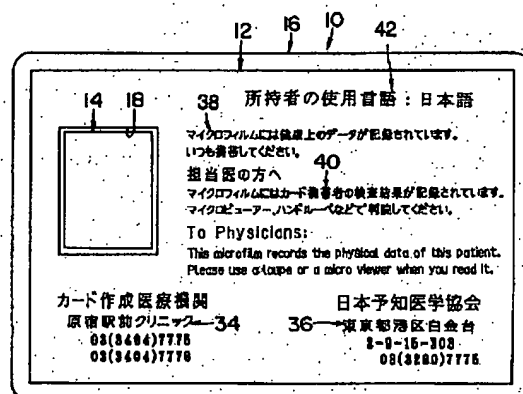 12 16 10 42
所持者の使用言語：日本語
14 18 38
マイクロフィルムには健康上のデータが記録されています。
いつも携帯してください。
担当医の方へ 40
マイクロフィルムにはカード携帯者の検査結果が記録されています。
マイクロビューアー、ハンドルーペなどで判読してください。
To Physicians:
This microfilm records the physical data of this patient.
Please use a loupe or a micro viewer when you read it.
カード作成医療機関 日本予知医学協会
原宿駅前クリニック 34 36 東京都港区白金台
03(3404)7775 2-9-15-303
03(3404)7776 03(3280)7775